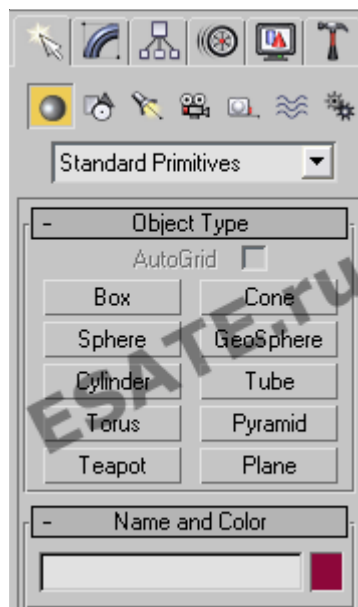 Standard Primitives
- Object Type
AutoGrid
Box Cone
Sphere GeoSphere
Cylinder Tube
Torus Pyramid
Teapot Plane
- Name and Color
ESATE.ru